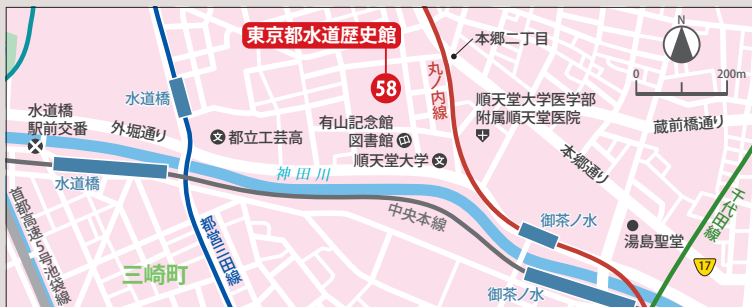 東京都水道歴史館
58
本郷二丁目
N
0 200m
水道橋
丸ノ内線
水道橋
駅前交番
外堀通り
都立工芸高
有山記念館
図書館
順天堂大学
順天堂大学医学部
附属順天堂医院
蔵前橋通り
本郷通り
神田川
水道橋
中央本線
首都高速5号池袋線
都営三田線
三崎町
御茶ノ水
千代田線
湯島聖堂
17
御茶ノ水